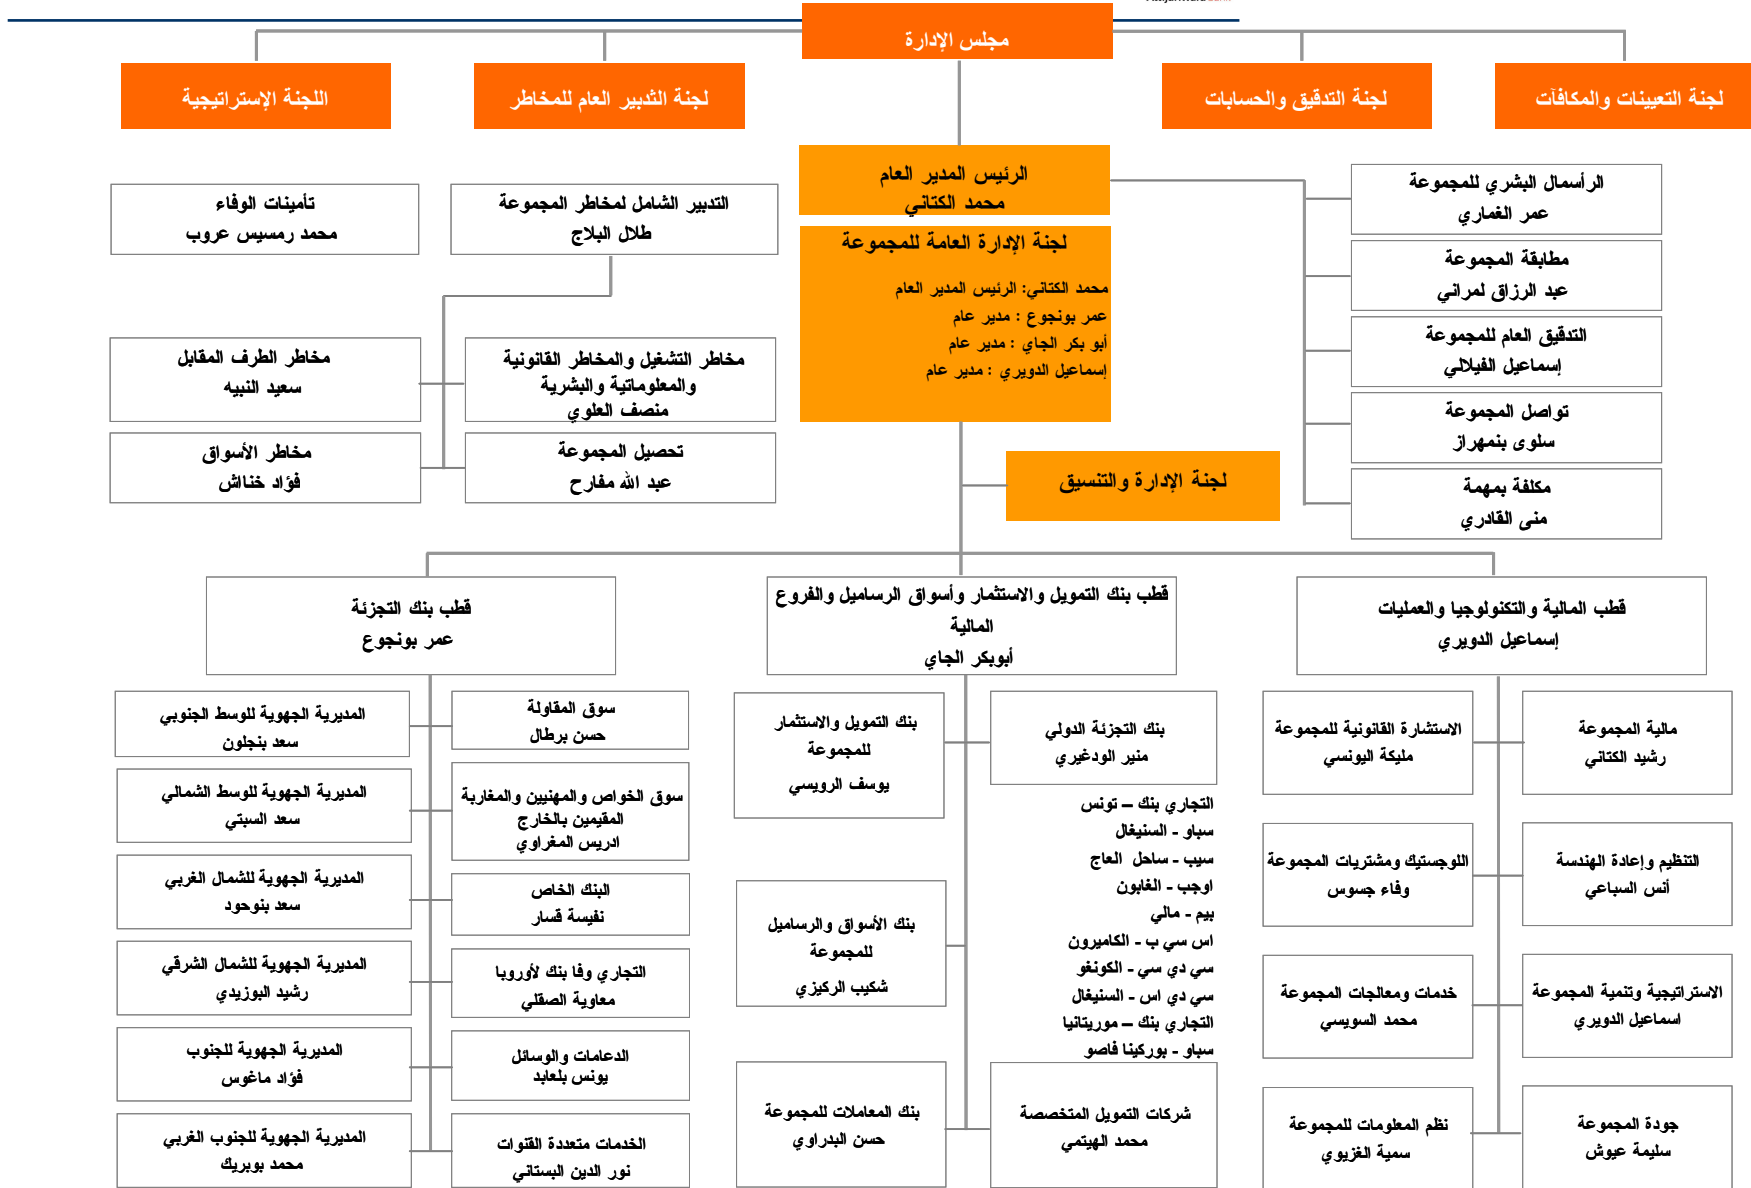 مجلس الإدارة
لجنة التعيينات والمكافآت
لجنة التدقيق والحسابات
لجنة التدبير العام للمخاطر
اللجنة الإستراتيجية
الرئيس المدير العام
محمد الكتاني
لجنة الإدارة العامة للمجموعة
محمد الكتاني: الرئيس المدير العام
عمر بونجوع : مدير عام
أبو بكر الجاي : مدير عام
إسماعيل الدويري : مدير عام
لجنة الإدارة والتنسيق
الرأسمال البشري للمجموعة
عمر الغماري
مطابقة المجموعة
عبد الرزاق لمراني
التدقيق العام للمجموعة
إسماعيل الفيلالي
تواصل المجموعة
سلوى بنمهراز
مكلفة بمهمة
منى القادري
التدبير الشامل لمخاطر المجموعة
طلال البلاج
تأمينات الوفاء
محمد رمسيس عروب
مخاطر التشغيل والمخاطر القانونية
والمعلوماتية والبشرية
منصف العلوي
مخاطر الطرف المقابل
سعيد النبيه
تحصيل المجموعة
عبد الله مفارح
مخاطر الأسواق
فؤاد خنااش
قطب المالية والتكنولوجيا والعمليات
إسماعيل الدويري
مالية المجموعة
رشيد الكتاني
الاستشارة القانونية للمجموعة
مليكة اليونسي
التنظيم وإعادة الهندسة
أنس السباعي
اللوجستيك ومشتريات المجموعة
وفاء جسوس
الاستراتيجية وتنمية المجموعة
اسماعيل الدويري
خدمات ومعالجات المجموعة
محمد السويسي
جودة المجموعة
سليمة عيوش
نظم المعلومات للمجموعة
سمية الغزيوي
قطب بنك التمويل والاستثمار وأسواق الرساميل والفروع
المالية
أبوبكر الجاي
بنك التجزئة الدولي
منير الودغيري
التجاري بنك – تونس
سباو - السنيغال
سيب - ساحل العاج
اوجب - الغابون
بيم - مالي
اس سي ب - الكاميرون
سي دي سي - الكونغو
سي دي اس - السنيغال
التجاري بنك – موريتانيا
سباو - بوركينا فاصو
شركات التمويل المتخصصة
محمد الهيتمي
بنك التمويل والاستثمار
للمجموعة
يوسف الرويسي
بنك الأسواق والرساميل
للمجموعة
شكيب الركيزي
بنك المعاملات للمجموعة
حسن البدراوي
قطب بنك التجزئة
عمر بونجوع
سوق المقاولة
حسن برطال
سوق الخواص والمهنيين والمغاربة
المقيمين بالخارج
ادريس المغراوي
البنك الخاص
نفيسة قسار
التجاري وفا بنك لأوروبا
معاوية الصقلي
الدعامات والوسائل
يونس بلعابد
الخدمات متعددة القنوات
نور الدين البستاني
المديرية الجهوية للوسط الجنوبي
سعد بنجلون
المديرية الجهوية للوسط الشمالي
سعد السبتي
المديرية الجهوية للشمال الغربي
سعد بنوحود
المديرية الجهوية للشمال الشرقي
رشيد البوزيدي
المديرية الجهوية للجنوب
فؤاد ماغوس
المديرية الجهوية للجنوب الغربي
محمد بوبريك